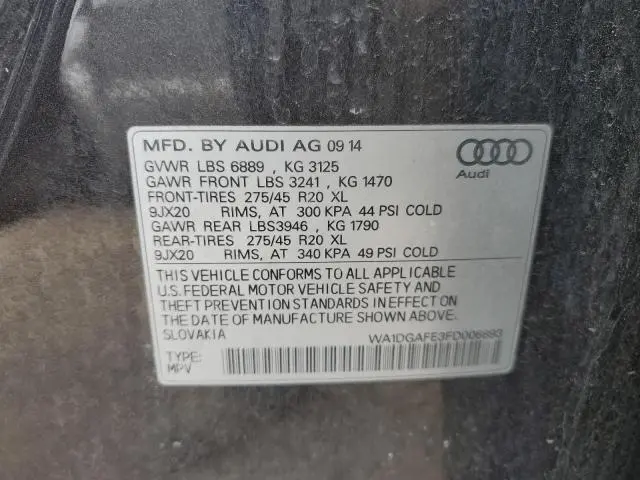 MFD. BY AUDI AG 09 14
GVWR LBS 6889 , KG 3125
GAWR FRONT LBS 3241 , KG 1470
FRONT-TIRES 275/45 R20 XL
9JX20 RIMS, AT 300 KPA 44 PSI COLD
GAWR REAR LBS3946 , KG 1790
REAR-TIRES 275/45 R20 XL
9JX20 RIMS, AT 340 KPA 49 PSI COLD
Audi
THIS VEHICLE CONFORMS TO ALL APPLICABLE
U.S. FEDERAL MOTOR VEHICLE SAFETY AND
THEFT PREVENTION STANDARDS IN EFFECT ON
THE DATE OF MANUFACTURE SHOWN ABOVE.
SLOVAKIA
WA1DGAFE3FD006893
TYPE:
MPV